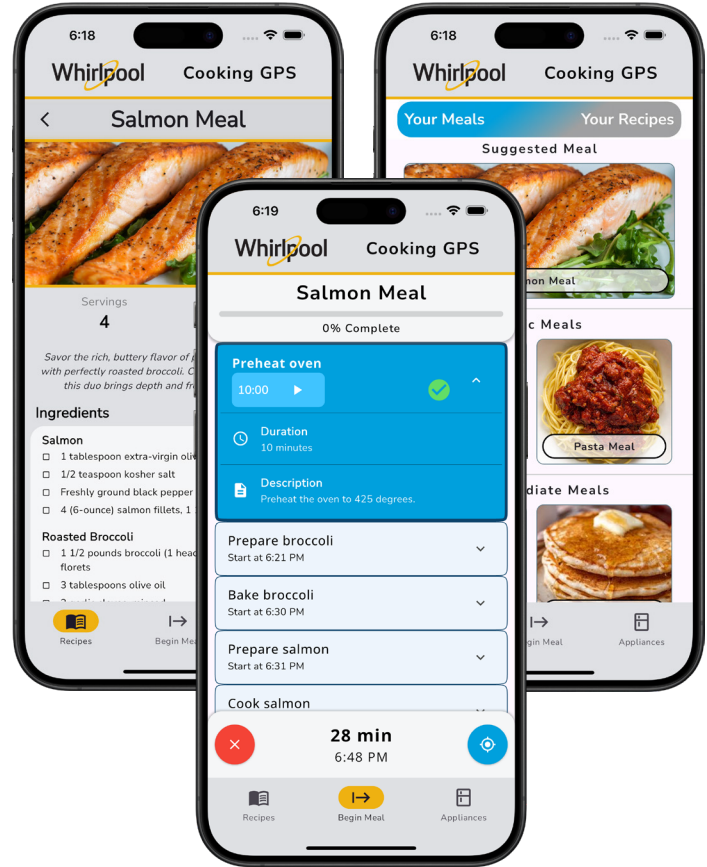 6:18
Whirlpool
Cooking GPS
Salmon Meal
Servings
4
Savor the rich, buttery flavor of
with perfectly roasted broccoli.
this duo brings depth and
Ingredients
Salmon
1 tablespoon extra-virgin
1/2 teaspoon kosher salt
Freshly ground black pepper
4 (6-ounce) salmon fillets, 1
Roasted Broccoli
1 1/2 pounds broccoli (1
florets
3 tablespoons olive oil
Recipes
Begin
6:19
Whirlpool
Cooking GPS
Salmon Meal
0% Complete
Preheat oven
10:00
Duration
10 minutes
Description
Preheat the oven to 425 degrees.
Prepare broccoli
Start at 6:21 PM
Bake broccoli
Start at 6:30 PM
Prepare salmon
Start at 6:31 PM
Cook salmon
28 min
6:48 PM
Recipes
Begin Meal
Appliances
6:18
Whirlpool
Cooking GPS
Your Meals
Your Recipes
Suggested Meal
Meal
Meals
Pasta Meal
Meals
Meal
Appliances